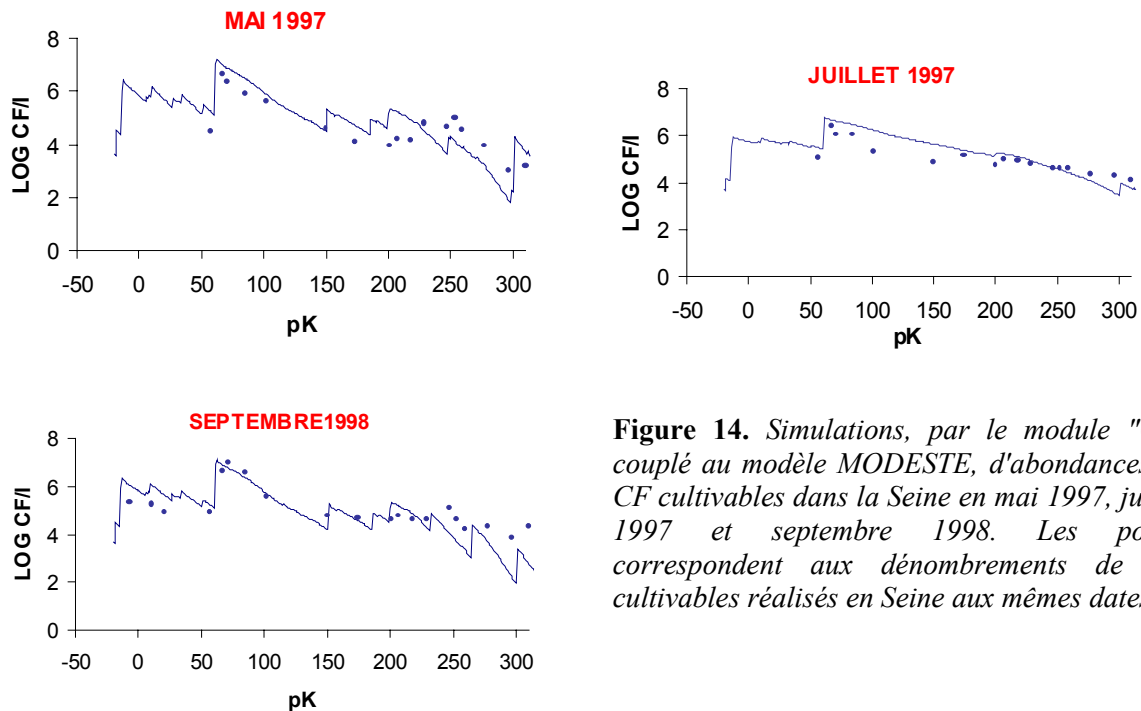 MAI 1997
8
6
4
2
0
LOG CF/l
-50 0 50 100 150 200 250 300
pK
JUILLET 1997
8
6
4
2
0
LOG CF/l
-50 0 50 100 150 200 250 300
pK
SEPTEMBRE1998
8
6
4
2
0
LOG CF/l
-50 0 50 100 150 200 250 300
pK
Figure 14. Simulations, par le module "
couplé au modèle MODESTE, d'abondances
CF cultivables dans la Seine en mai 1997, ju
1997 et septembre 1998. Les po
correspondent aux dénombrements de
cultivables réalisés en Seine aux mêmes dates